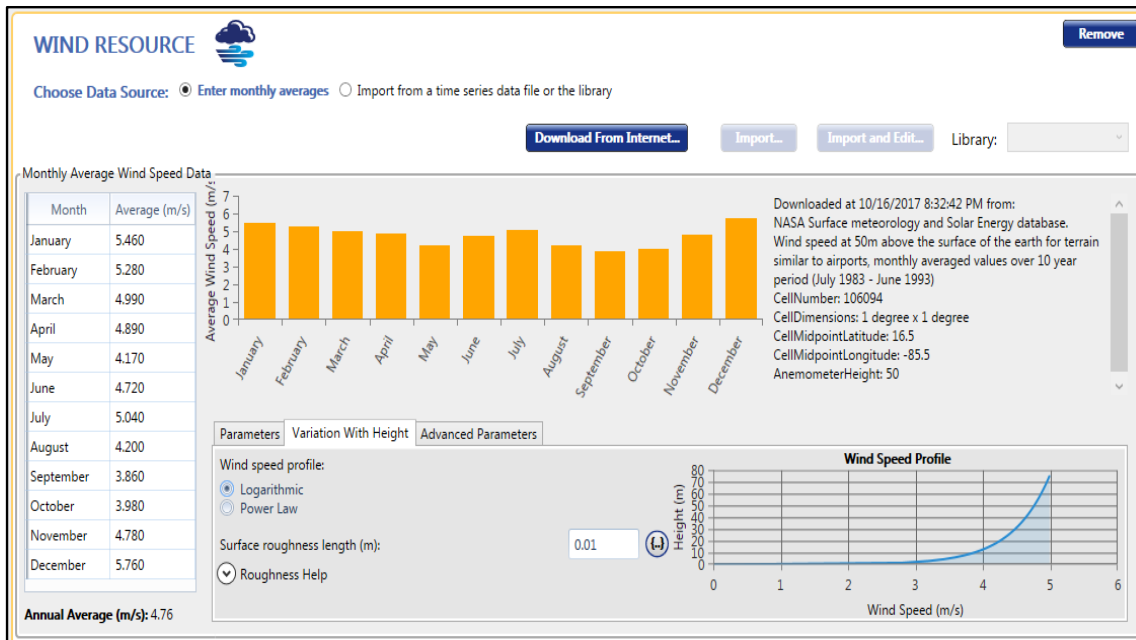 WIND RESOURCE
Remove
Choose Data Source: Enter monthly averages Import from a time series data file or the library
Download From Internet... Import... Import and Edit... Library:
Monthly Average Wind Speed Data
Month Average (m/s)
January 5.460
February 5.280
March 4.990
April 4.890
May 4.170
June 4.720
July 5.040
August 4.200
September 3.860
October 3.980
November 4.780
December 5.760
Annual Average (m/s): 4.76
Average Wind Speed (m/s
7
6
5
4
3
2
1
0
January February March April May June July August September October November December
Downloaded at 10/16/2017 8:32:42 PM from:
NASA Surface meteorology and Solar Energy database.
Wind speed at 50m above the surface of the earth for terrain
similar to airports, monthly averaged values over 10 year
period (July 1983 - June 1993)
CellNumber: 106094
CellDimensions: 1 degree x 1 degree
CellMidpointLatitude: 16.5
CellMidpointLongitude: -85.5
AnemometerHeight: 50
Parameters Variation With Height Advanced Parameters
Wind speed profile:
Logarithmic
Power Law
Surface roughness length (m): 0.01 {..}
Roughness Help
Wind Speed Profile
Height (m)
80
70
60
50
40
30
20
10
0
0 1 2 3 4 5 6
Wind Speed (m/s)